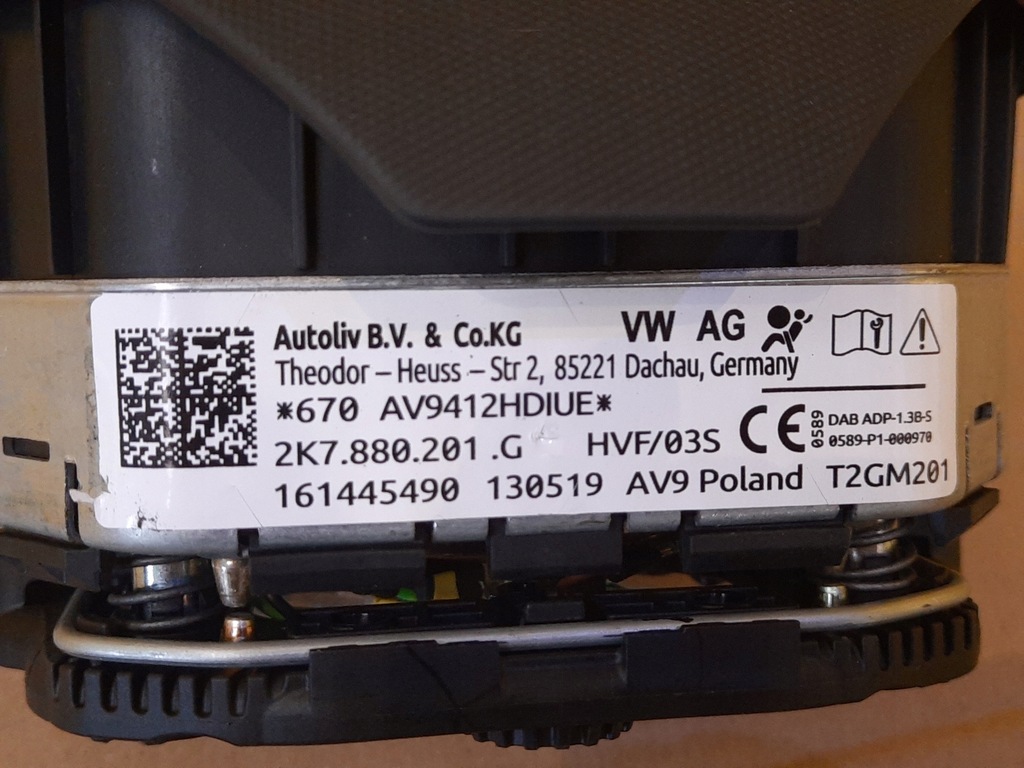 Autoliv B.V. & Co.KG
VW AG
Theodor – Heuss – Str 2, 85221 Dachau, Germany
*670 AV9412HDIUE*
2K7.880.201 .G HVF/03S
CE 0589
DAB ADP-1.3B-S
0589-P1-000970
161445490 130519 AV9 Poland T2GM201